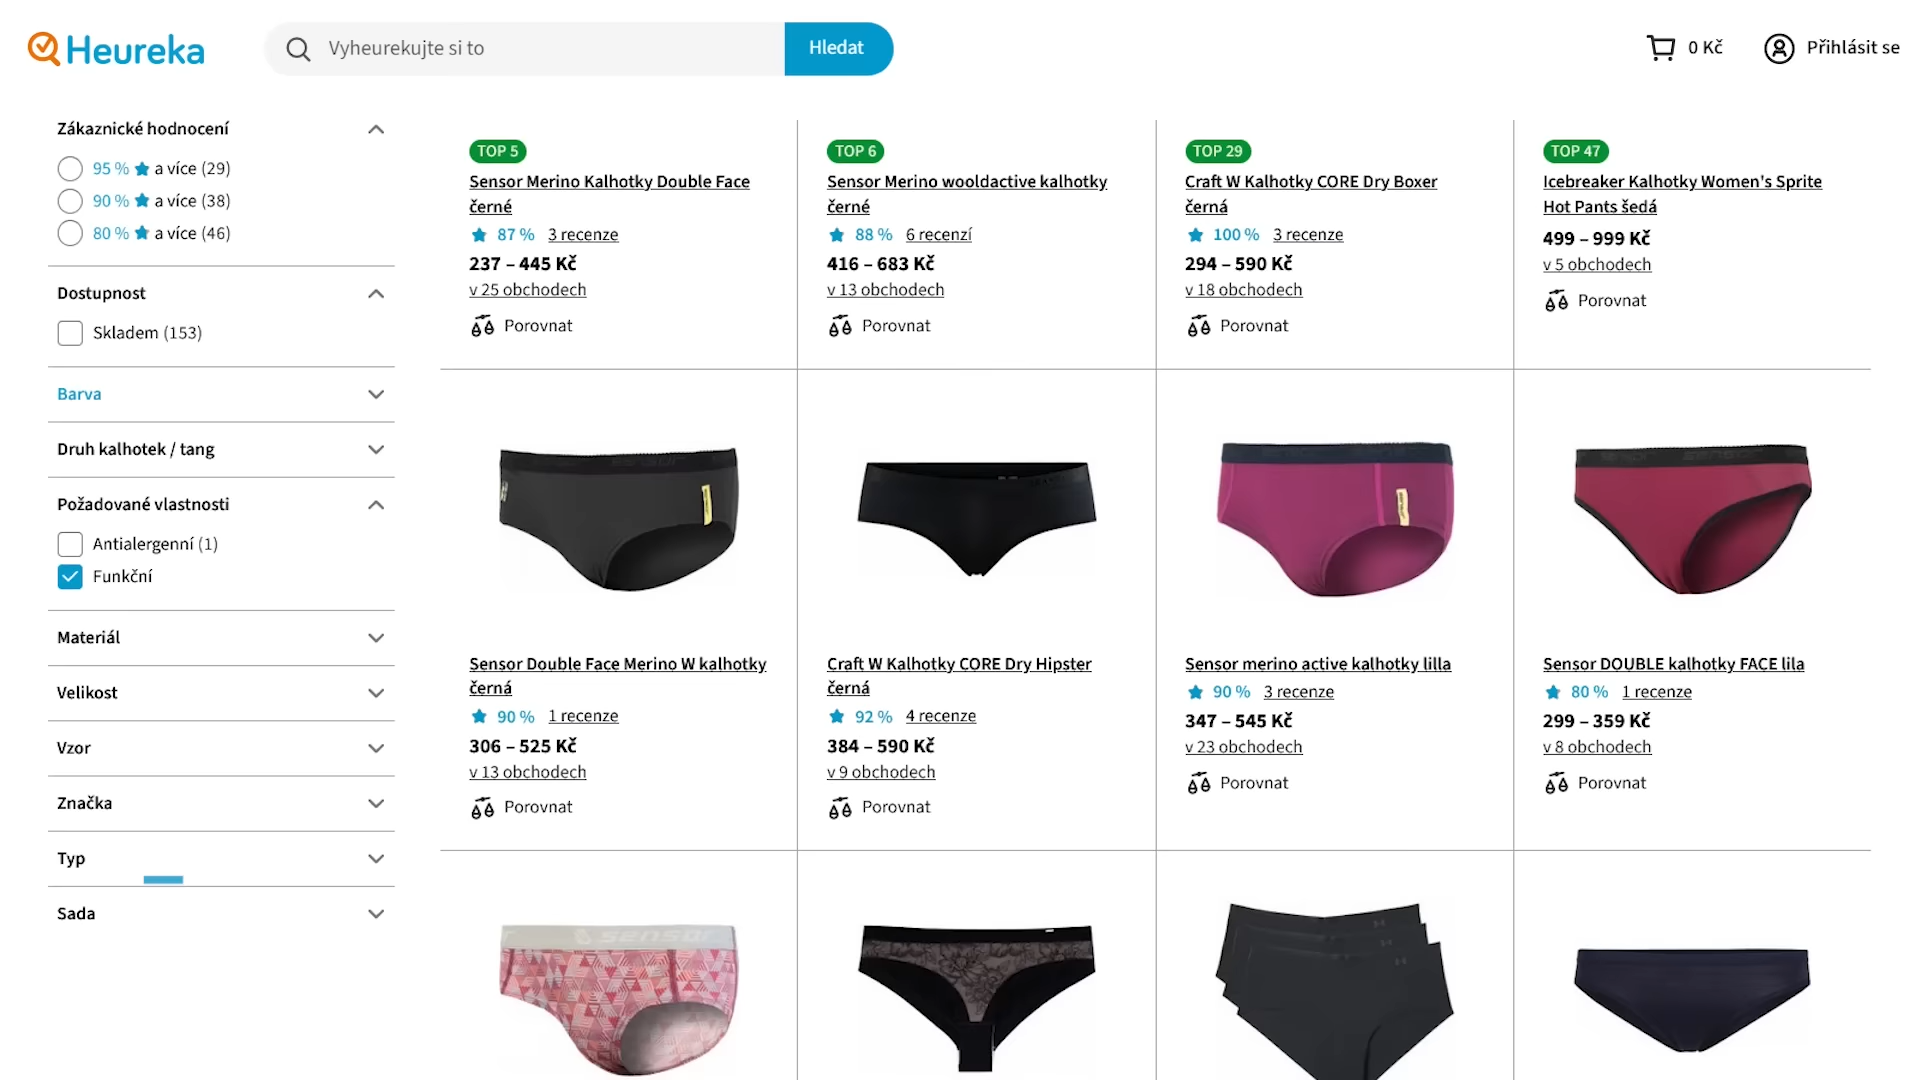 Heureka
Vyheurekujte si to
Hledat
0 Kč
Přihlásit se
Zákaznické hodnocení
95 % a více (29)
90 % a více (38)
80 % a více (46)
Dostupnost
Skladem (153)
Barva
Druh kalhotek / tang
Požadované vlastnosti
Antialergenní (1)
Funkční
Materiál
Velikost
Vzor
Značka
Typ
Sada
TOP 5
Sensor Merino Kalhotky Double Face
černé
87 % 3 recenze
237 – 445 Kč
v 25 obchodech
Porovnat
TOP 6
Sensor Merino wooldactive kalhotky
černé
88 % 6 recenzí
416 – 683 Kč
v 13 obchodech
Porovnat
TOP 29
Craft W Kalhotky CORE Dry Boxer
černá
100 % 3 recenze
294 – 590 Kč
v 18 obchodech
Porovnat
TOP 47
Icebreaker Kalhotky Women's Sprite
Hot Pants šedá
499 – 999 Kč
v 5 obchodech
Porovnat
Sensor Double Face Merino W kalhotky
černá
90 % 1 recenze
306 – 525 Kč
v 13 obchodech
Porovnat
Craft W Kalhotky CORE Dry Hipster
černá
92 % 4 recenze
384 – 590 Kč
v 9 obchodech
Porovnat
Sensor merino active kalhotky lilla
90 % 3 recenze
347 – 545 Kč
v 23 obchodech
Porovnat
Sensor DOUBLE kalhotky FACE lila
80 % 1 recenze
299 – 359 Kč
v 8 obchodech
Porovnat
sensor